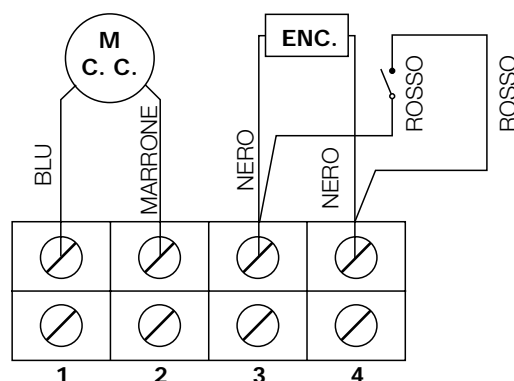 M
C. C.
ENC.
BLU
MARRONE
NERO
NERO
ROSSO
ROSSO
1 2 3 4